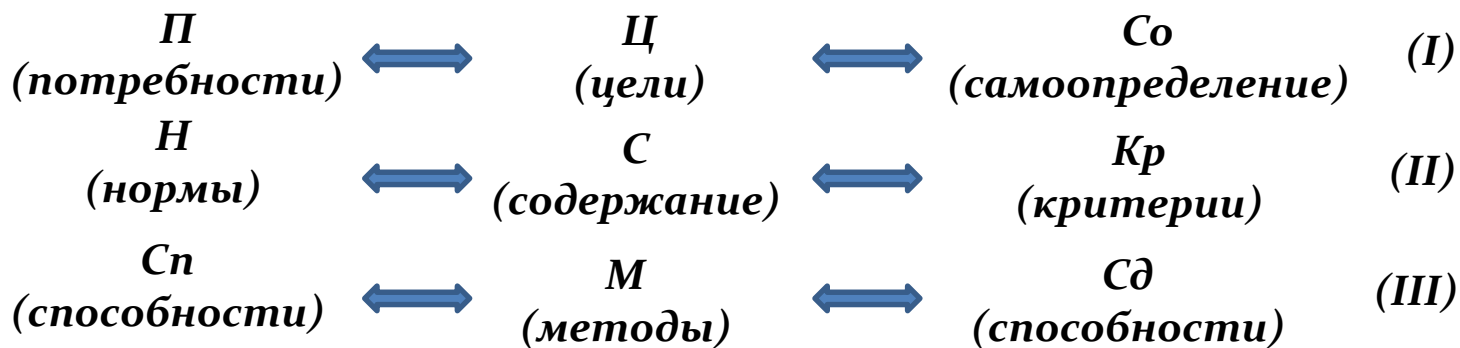 П Ц Со (I)
(потребности) (цели) (самоопределение)
Н С Кр (II)
(нормы) (содержание) (критерии)
Сп М Сд (III)
(способности) (методы) (способности)